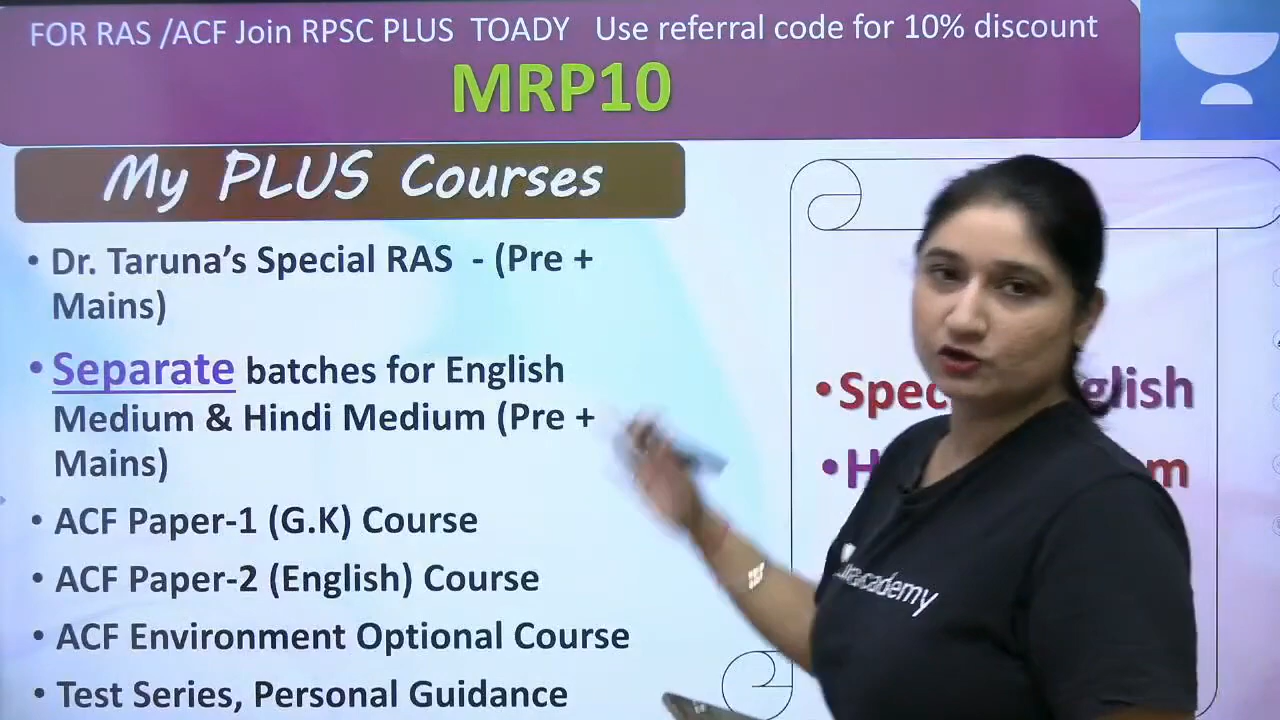 FOR RAS /ACF Join RPSC PLUS TOADY Use referral code for 10% discount
MRP10
My PLUS Courses
• Dr. Taruna’s Special RAS - (Pre +
Mains)
• Separate batches for English
Medium & Hindi Medium (Pre +
Mains)
• ACF Paper-1 (G.K) Course
• ACF Paper-2 (English) Course
• ACF Environment Optional Course
• Test Series, Personal Guidance